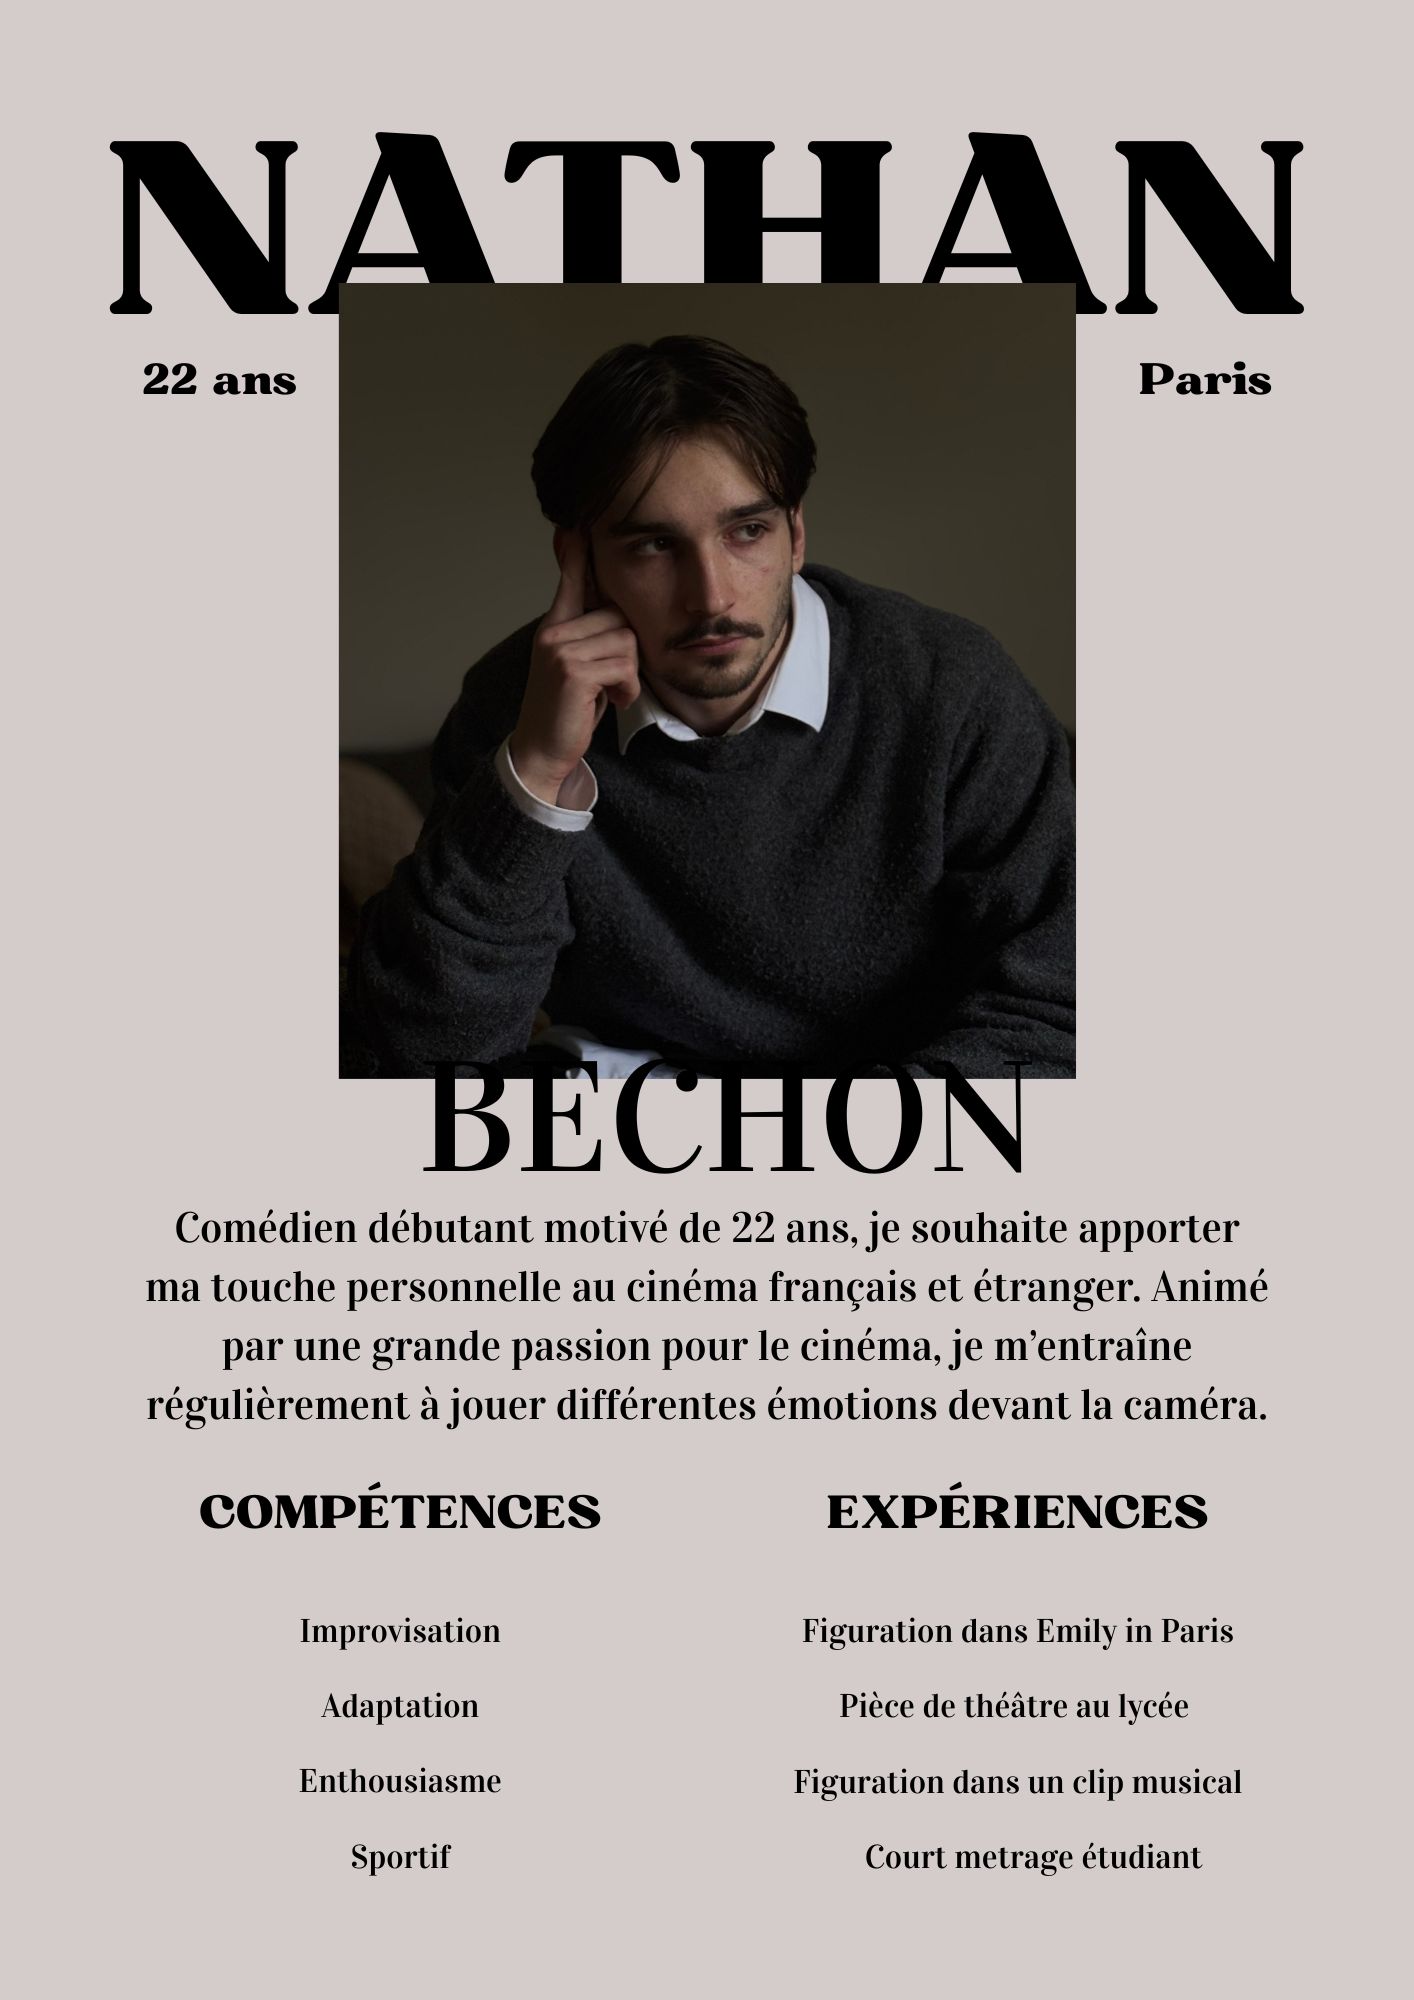 NATHAN
22 ans
Paris
BECHON
Comédien débutant motivé de 22 ans, je souhaite apporter
ma touche personnelle au cinéma français et étranger. Animé
par une grande passion pour le cinéma, je m’entraîne
régulièrement à jouer différentes émotions devant la caméra.
COMPÉTENCES
Improvisation
Adaptation
Enthousiasme
Sportif
EXPÉRIENCES
Figuration dans Emily in Paris
Pièce de théâtre au lycée
Figuration dans un clip musical
Court metrage étudiant